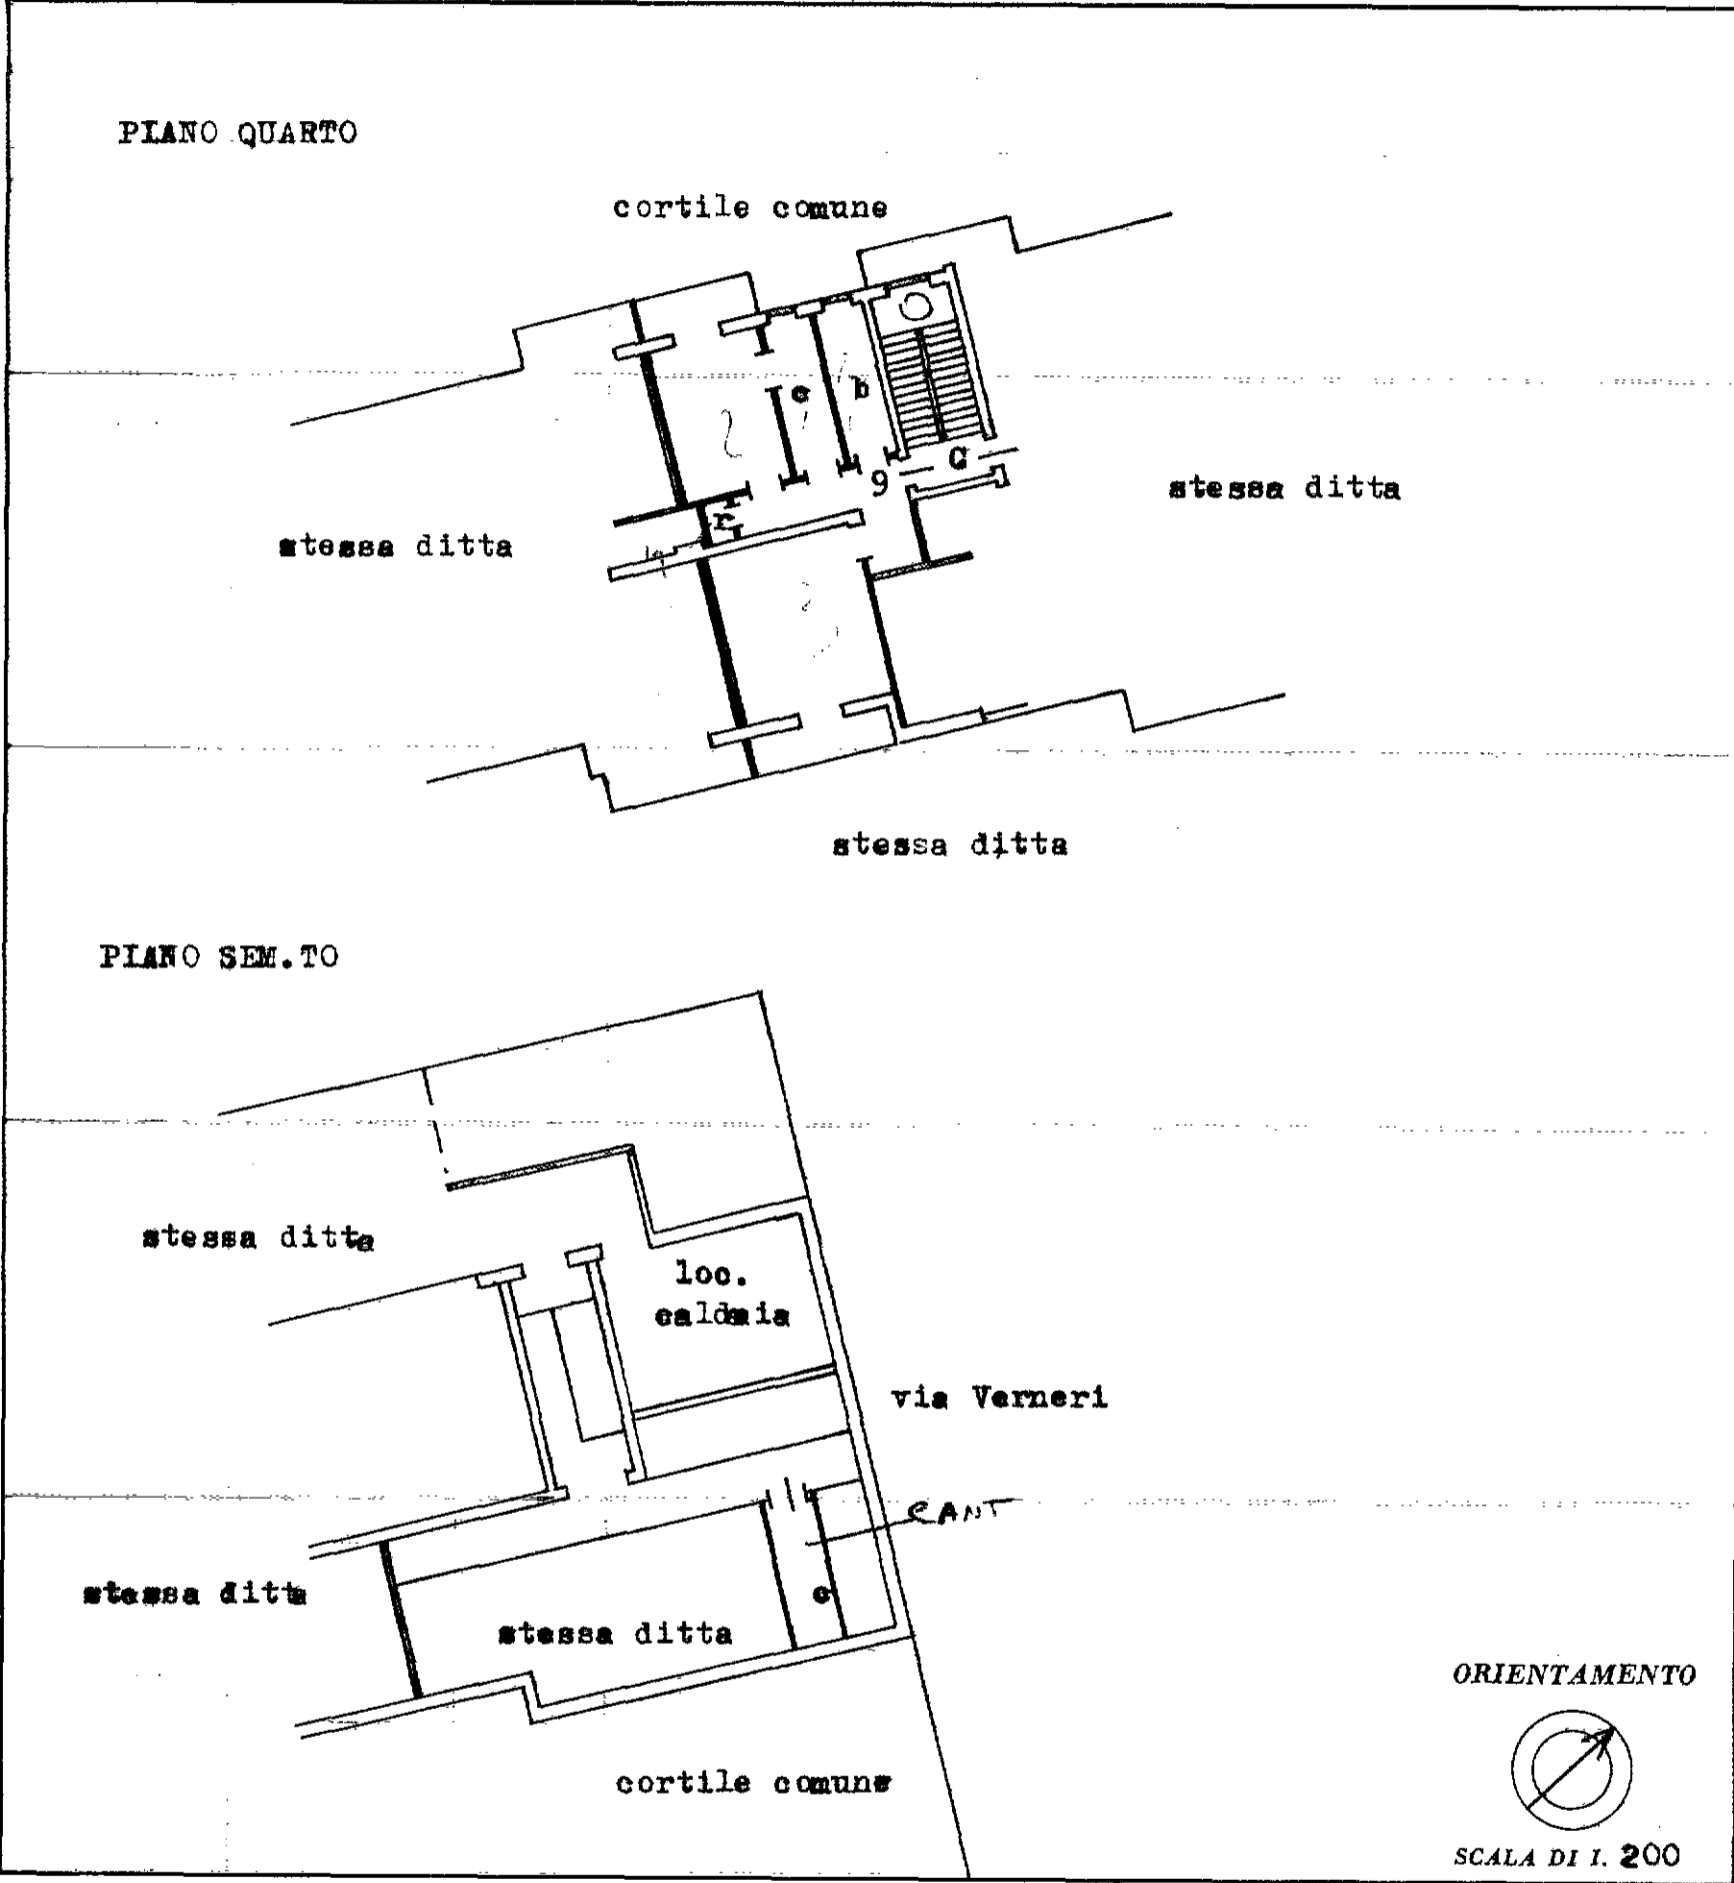 PIANO QUARTO
cortile comune
c
b
G
9
stessa ditta
r
stessa ditta
stessa ditta
PIANO SEM.TO
stessa ditta
loc.
caldaia
via Verneri
CANT
stessa ditta
c
stessa ditta
cortile comune
ORIENTAMENTO
SCALA DI 1. 200